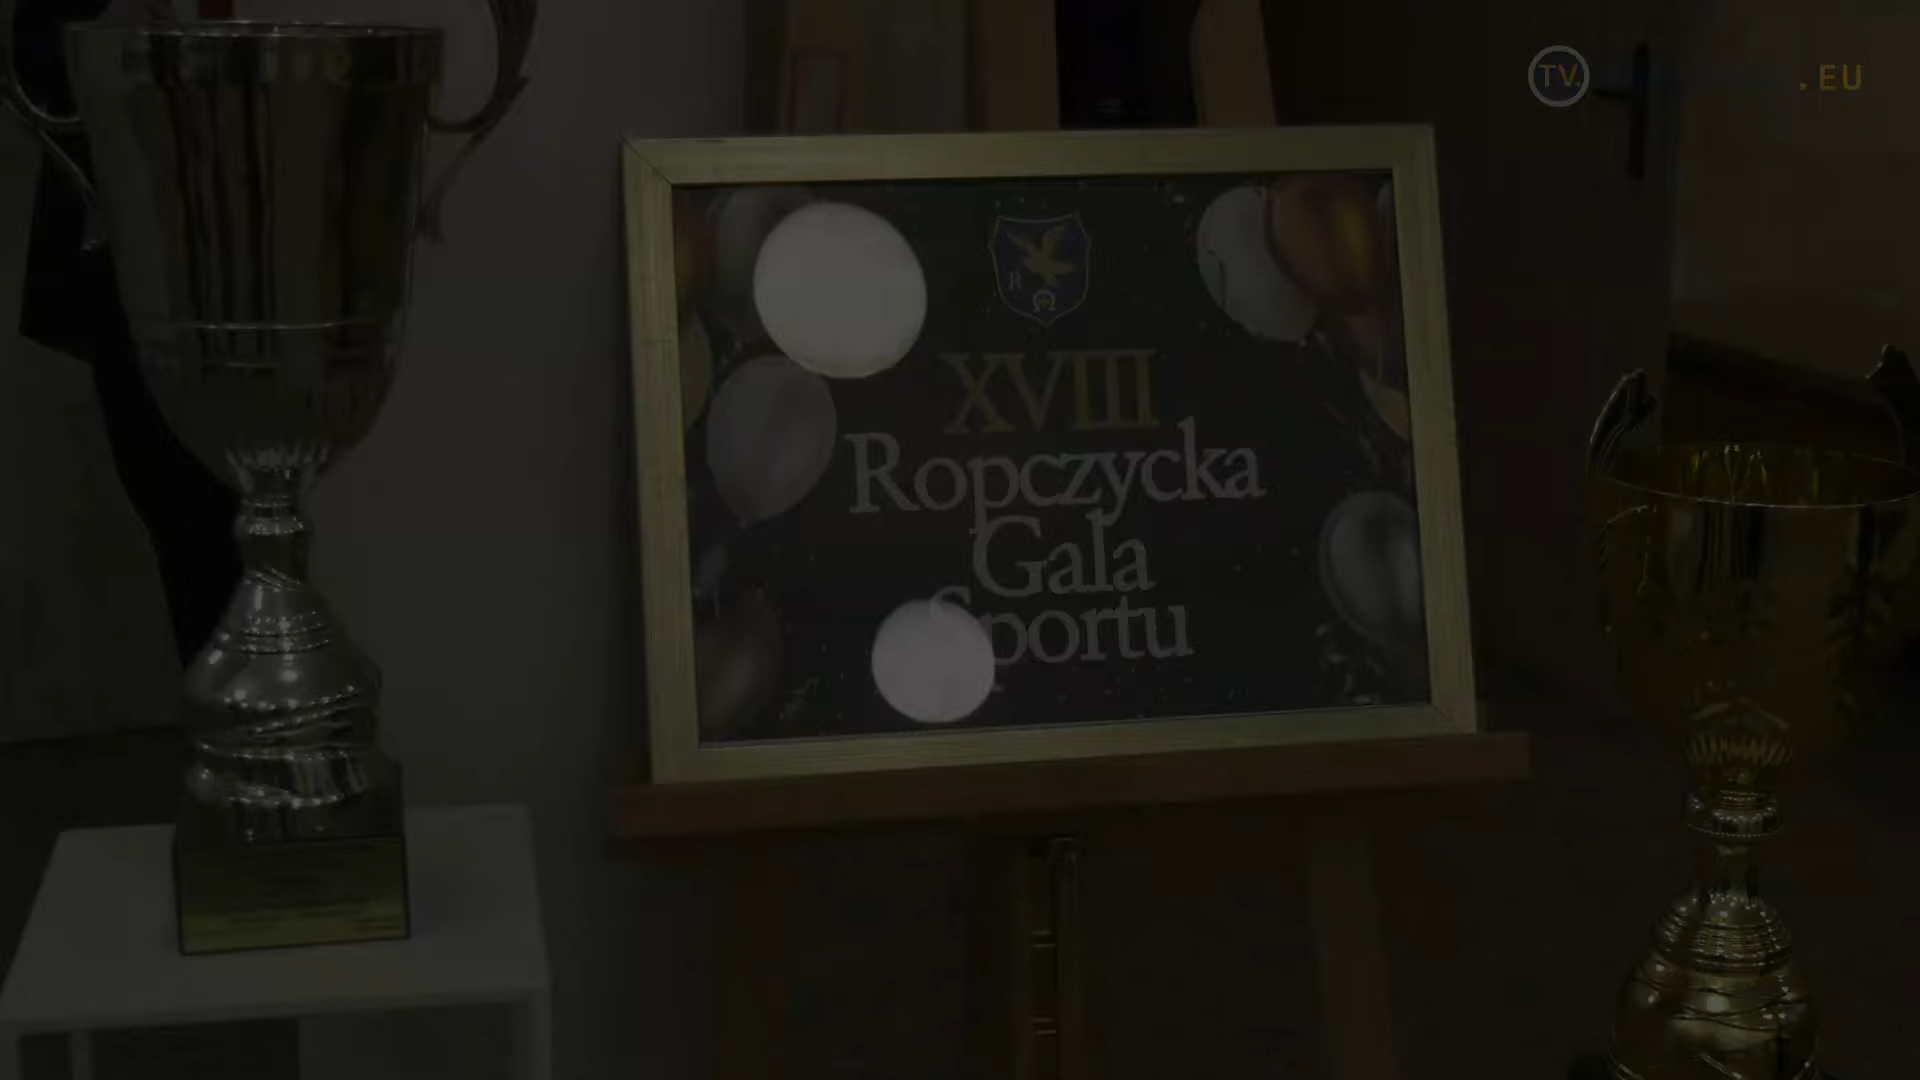 TV. .EU
R
XVIII
Ropczycka
Gala
Sportu